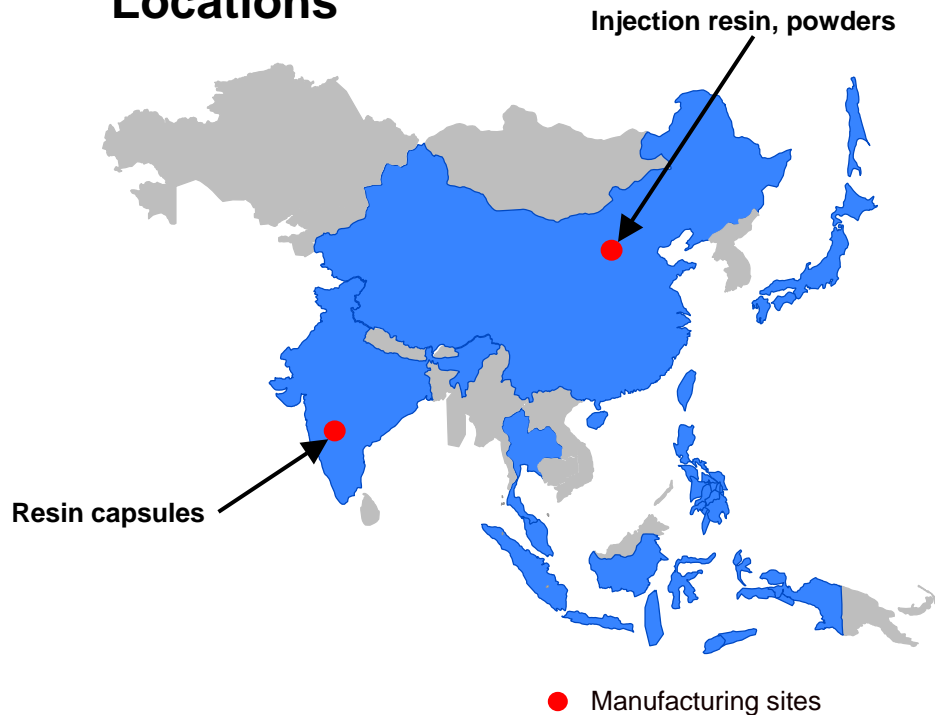 Locations
Injection resin, powders
Resin capsules
Manufacturing sites